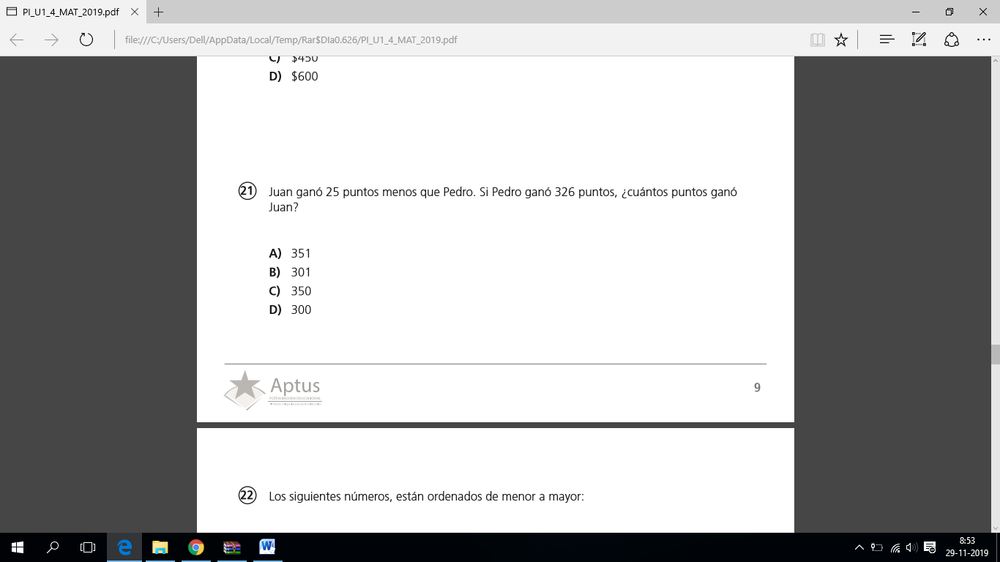 PI_U1_4_MAT_2019.pdf
file:///C:/Users/Dell/AppData/Local/Temp/Rar$DIa0.626/PI_U1_4_MAT_2019.pdf
C) $450
D) $600
21 Juan ganó 25 puntos menos que Pedro. Si Pedro ganó 326 puntos, ¿cuántos puntos ganó
Juan?
A) 351
B) 301
C) 350
D) 300
Aptus
POTENCIADORA EDUCACIONAL
9
22 Los siguientes números, están ordenados de menor a mayor:
8:53
29-11-2019